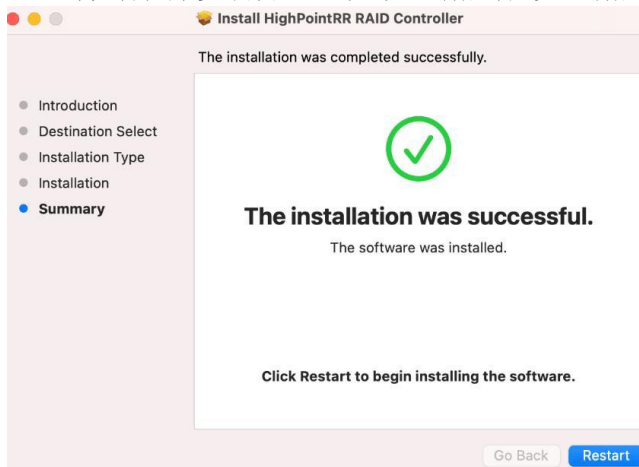 Install HighPointRR RAID Controller
The installation was completed successfully.
Introduction
Destination Select
Installation Type
Installation
Summary
The installation was successful.
The software was installed.
Click Restart to begin installing the software.
Go Back
Restart